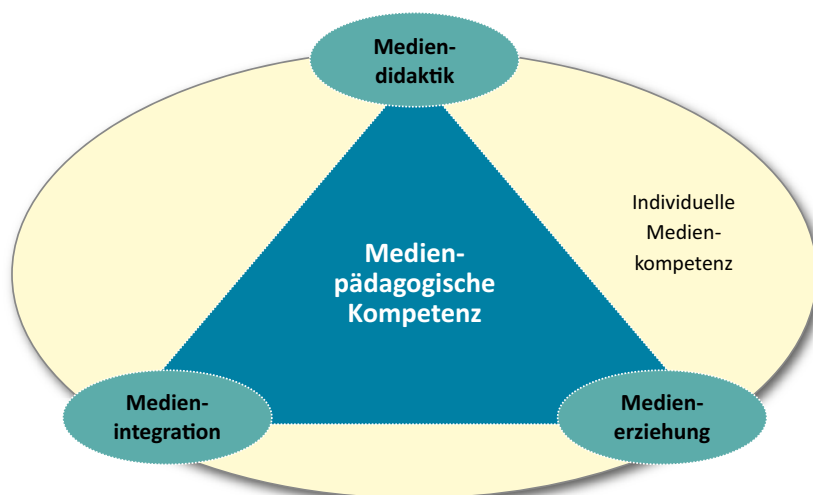 Medien-
didaktik
Individuelle
Medien-
kompetenz
Medien-
pädagogische
Kompetenz
Medien-
integration
Medien-
erziehung